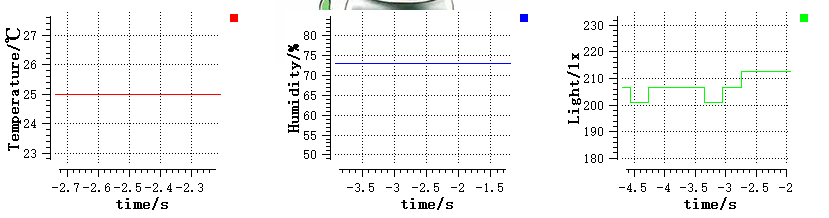 Temperature/℃
27
26
25
24
23
-2.7 -2.6 -2.5 -2.4 -2.3
time/s
Humidity/%
80
75
70
65
60
55
50
-3.5 -3 -2.5 -2 -1.5
time/s
Light/lx
230
220
210
200
190
180
-4.5 -4 -3.5 -3 -2.5 -2
time/s